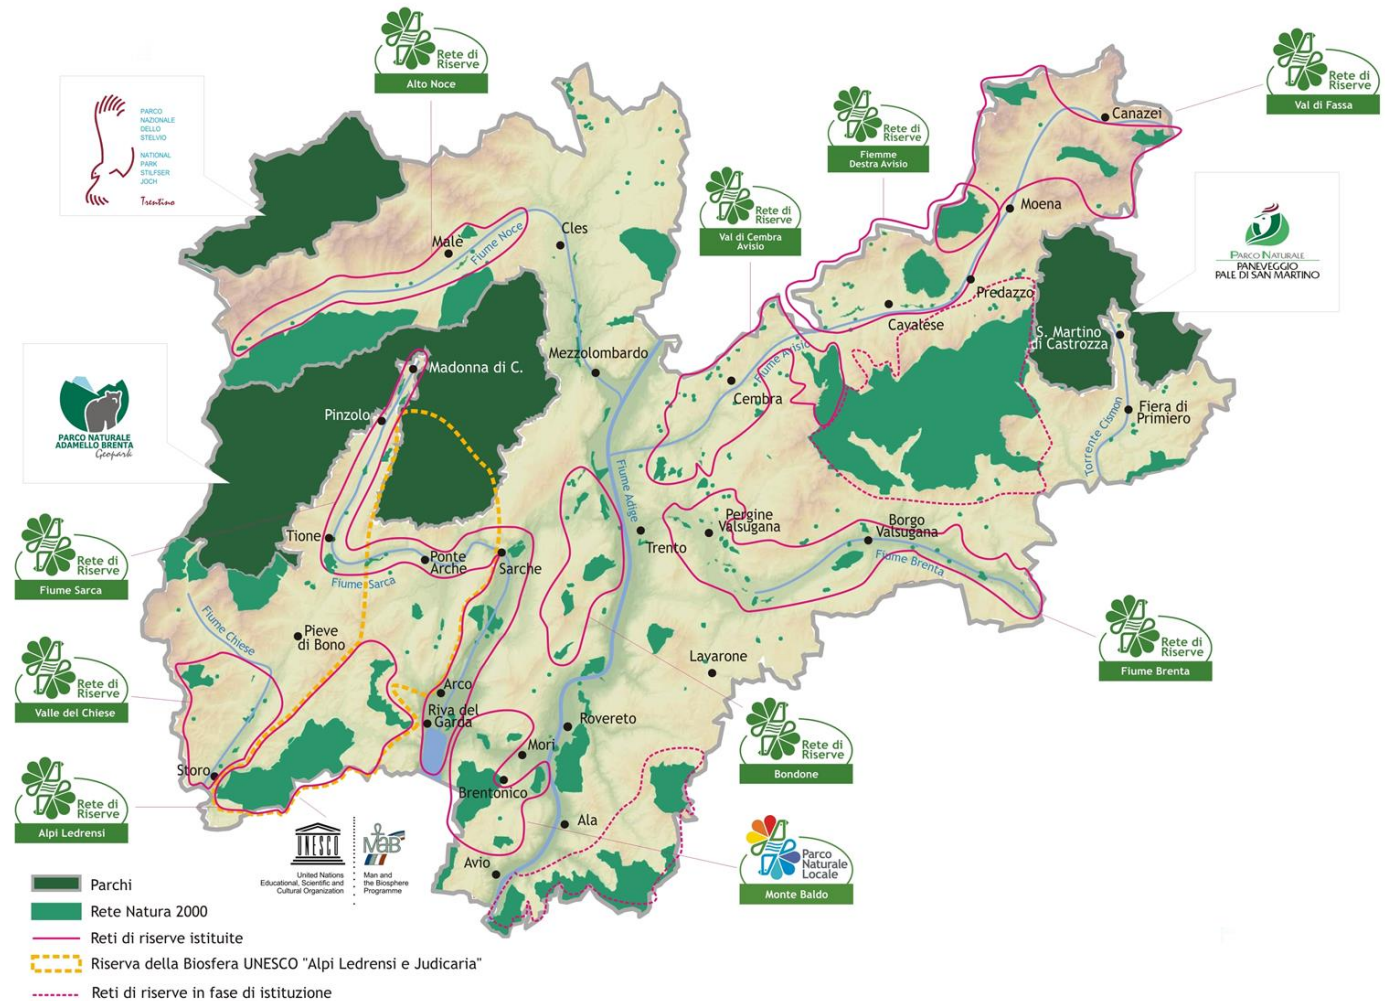 Rete di
Riserve
Alto Noce
Rete di
Riserve
Val di Fassa
PARCO
NAZIONALE
DELLO
STELVIO
NATIONAL
PARK
STILFSER
JOCH
Trentino
Rete di
Riserve
Fiemme
Destra Avisio
Rete di
Riserve
Val di Cembra
Avisio
PARCO NATURALE
PANEVEGGIO
PALE DI SAN MARTINO
Canazei
Moena
Malè
Fiume Noce
Cles
Predazzo
Cavalese
S. Martino
di Castrozza
Fiume Avisio
Mezzolombardo
Madonna di C.
Cembra
Pinzolo
Fiera di
Primiero
Torrente Cismon
PARCO NATURALE
ADAMELLO BRENTA
Geopark
Fiume Adige
Pergine
Valsugana
Borgo
Valsugana
Trento
Fiume Brenta
Tione
Ponte
Arche
Sarche
Fiume Sarca
Rete di
Riserve
Fiume Sarca
Fiume Chiese
Pieve
di Bono
Rete di
Riserve
Fiume Brenta
Lavarone
Rete di
Riserve
Valle del Chiese
Arco
Riva del
Garda
Rovereto
Mori
Rete di
Riserve
Bondone
Storo
Brentonico
Rete di
Riserve
Alpi Ledrensi
Ala
Avio
UNESCO
United Nations
Educational, Scientific and
Cultural Organization
MAB
Man and
the Biosphere
Programme
Parco
Naturale
Locale
Monte Baldo
Parchi
Rete Natura 2000
Reti di riserve istituite
Riserva della Biosfera UNESCO "Alpi Ledrensi e Judicaria"
Reti di riserve in fase di istituzione